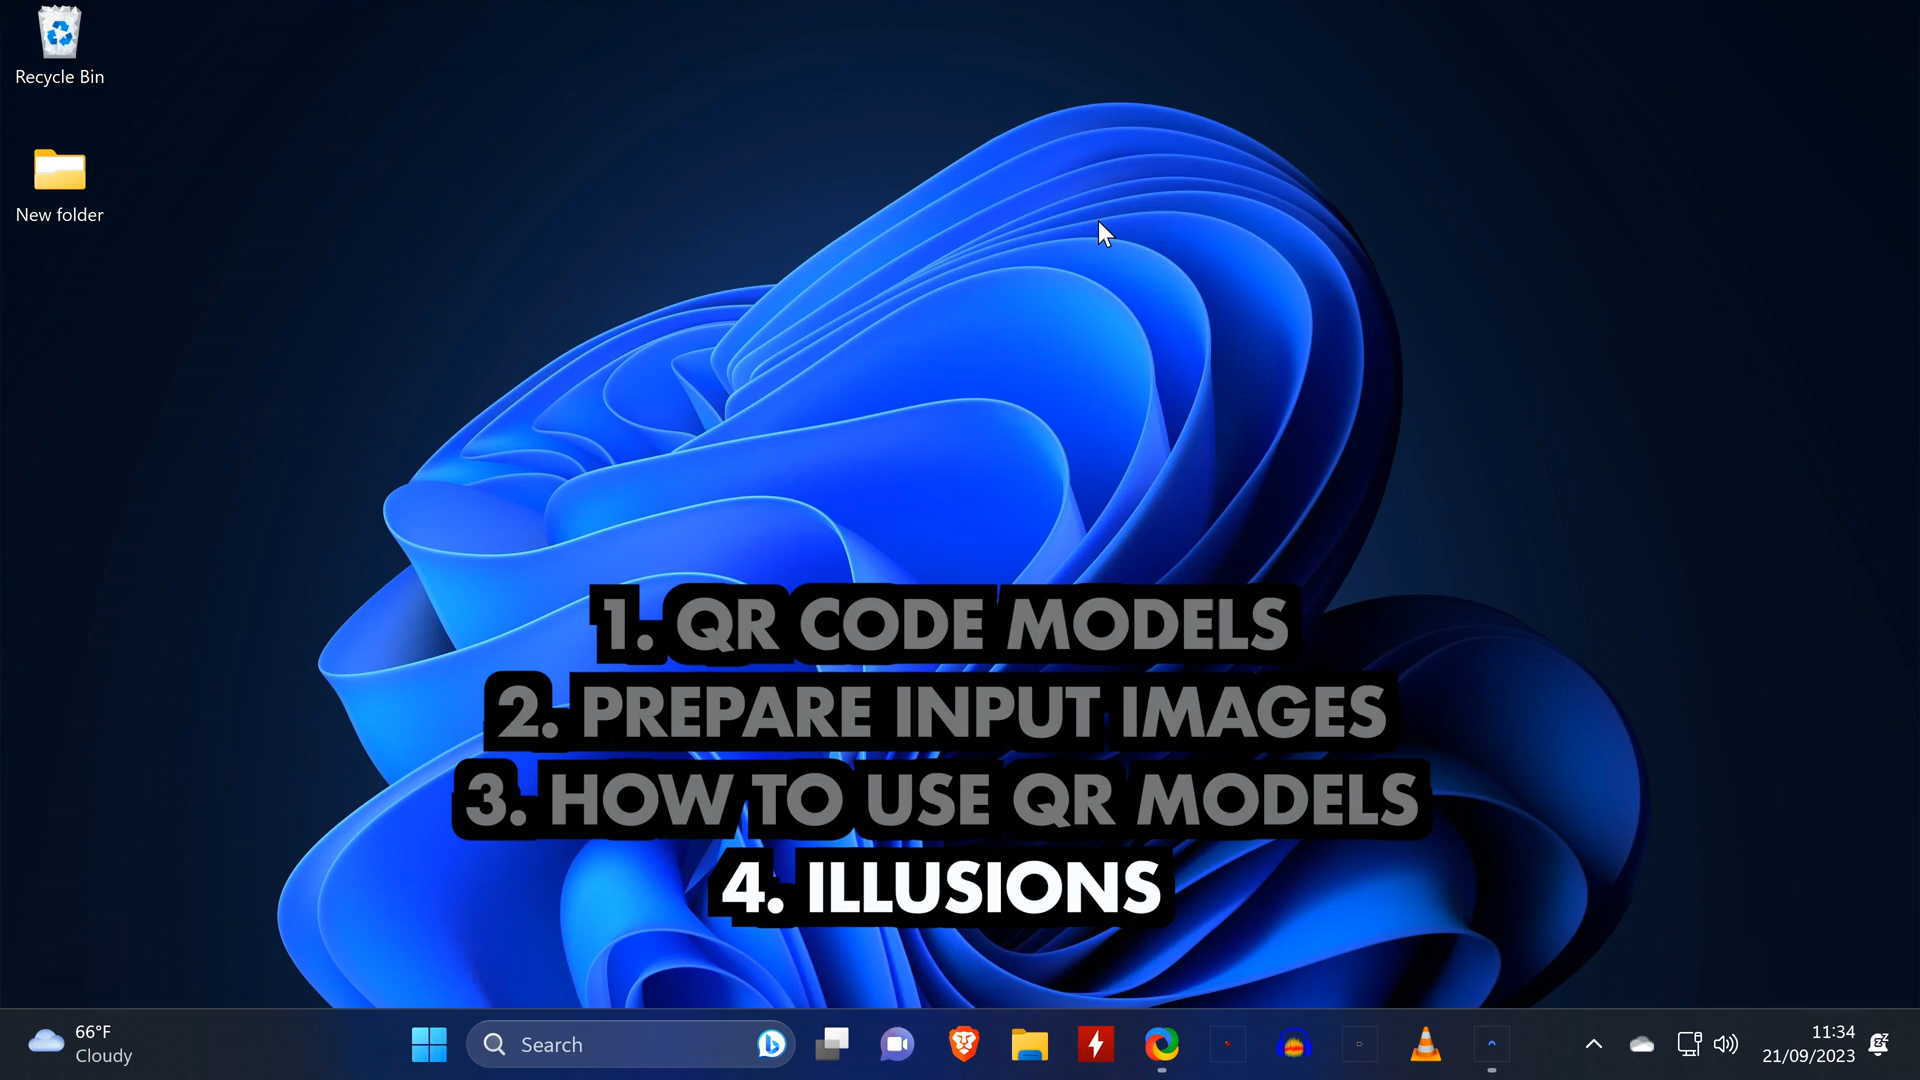 Recycle Bin
New folder
1. QR CODE MODELS
2. PREPARE INPUT IMAGES
3. HOW TO USE QR MODELS
4. ILLUSIONS
66°F
Cloudy
Search
11:34
21/09/2023